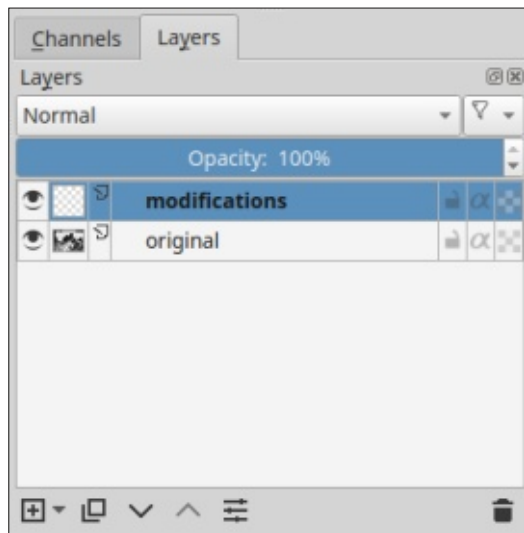 Channels Layers
Layers
Normal
Opacity: 100%
modifications
original